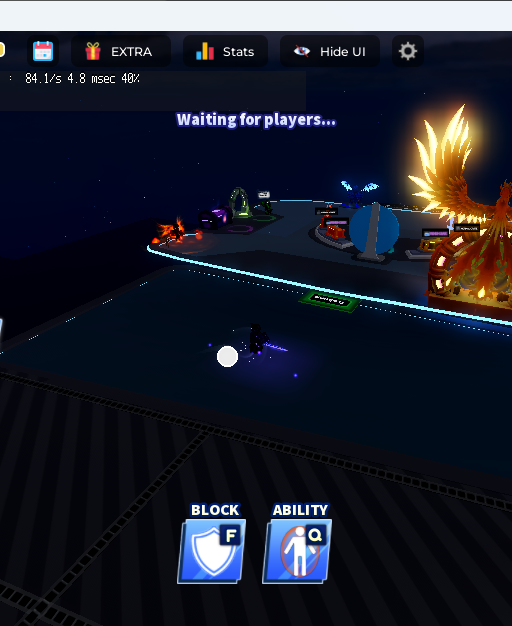 EXTRA
Stats
Hide UI
: 84.1/s 4.8 msec 40%
Waiting for players...
BLOCK
ABILITY
F
Q